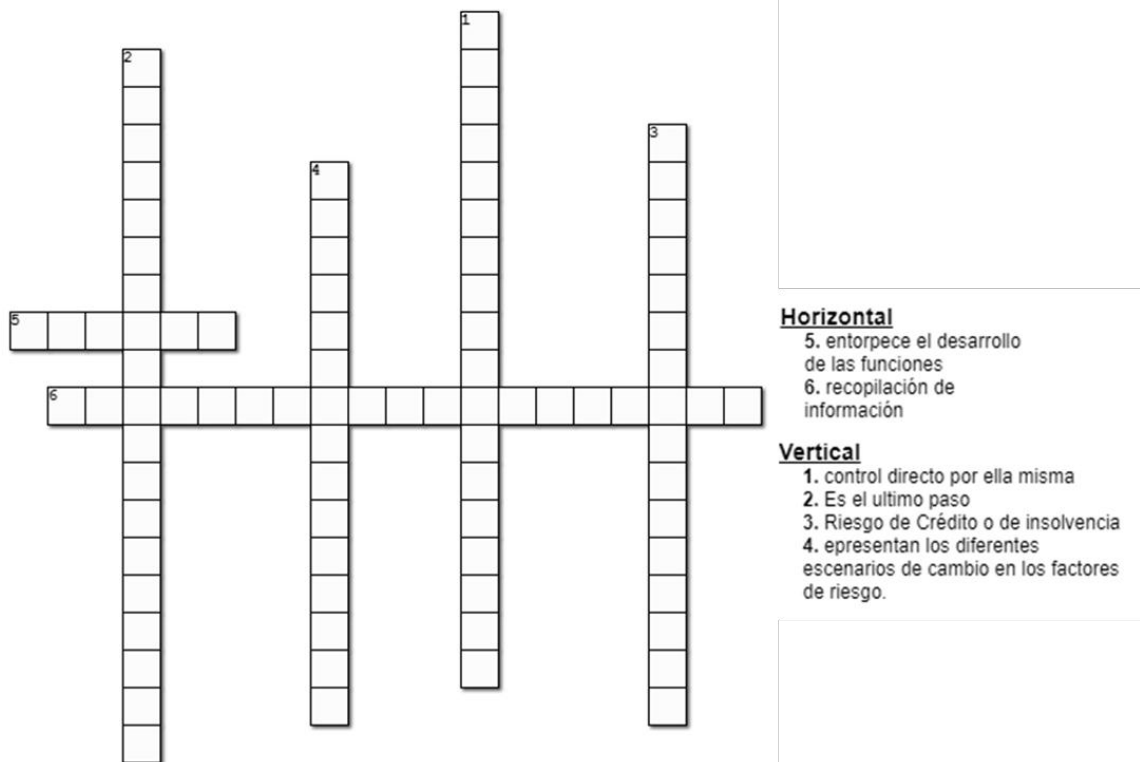 1
2
3
4
5
6
Horizontal
5. entorpece el desarrollo
de las funciones
6. recopilación de
información
Vertical
1. control directo por ella misma
2. Es el ultimo paso
3. Riesgo de Crédito o de insolvencia
4. epresentan los diferentes
escenarios de cambio en los factores
de riesgo.